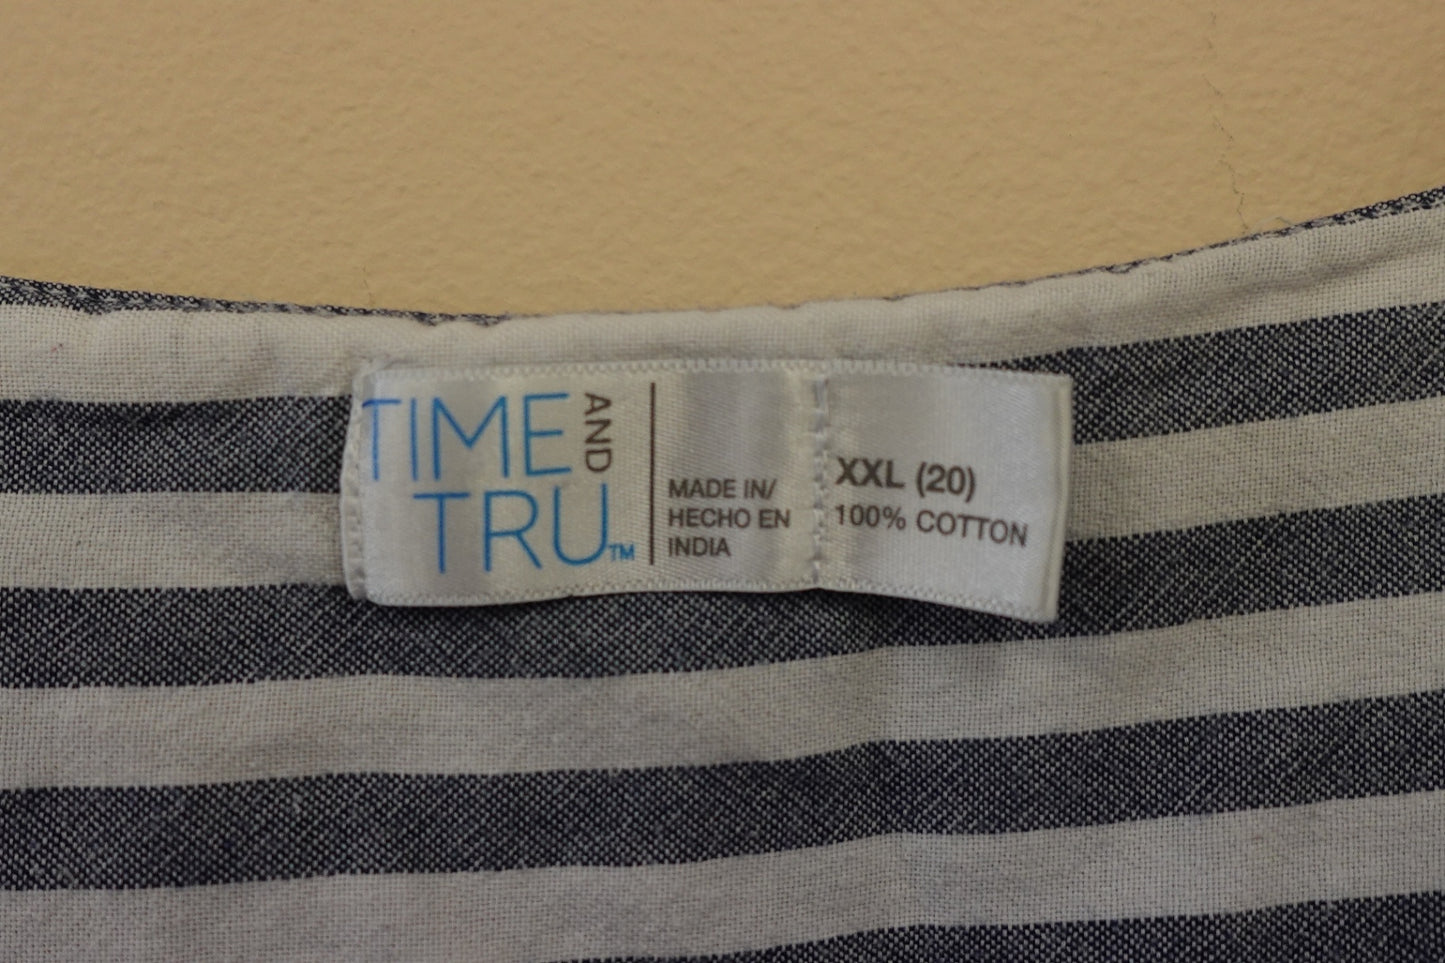 TIME AND
TRU™
MADE IN/
HECHO EN
INDIA
XXL (20)
100% COTTON